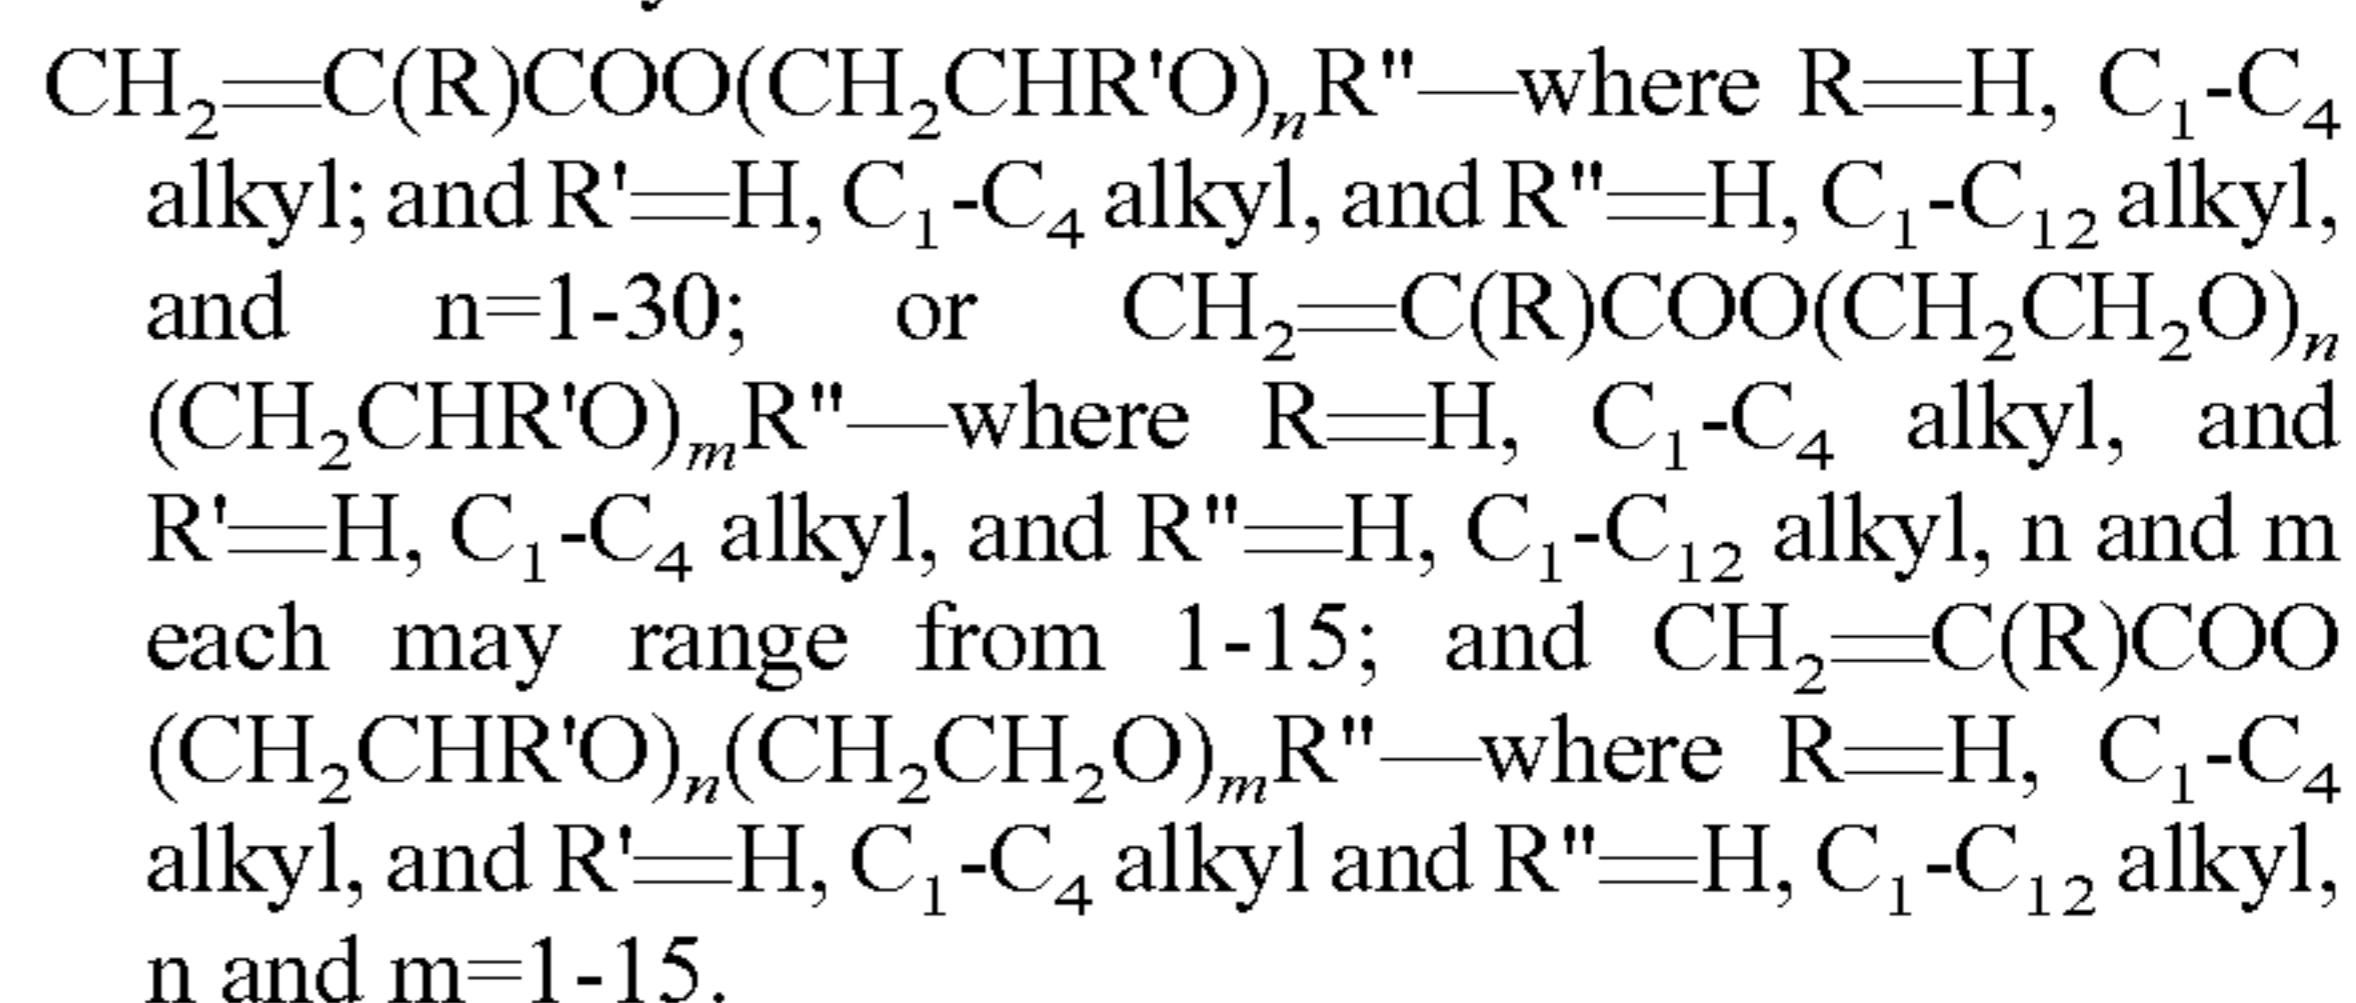 CH₂═C(R)COO(CH₂CHR'O)ₙR"—where R═H, C₁-C₄
alkyl; and R'═H, C₁-C₄ alkyl, and R"═H, C₁-C₁₂ alkyl,
and n=1-30; or CH₂═C(R)COO(CH₂CH₂O)ₙ
(CH₂CHR'O)ₘR"—where R═H, C₁-C₄ alkyl, and
R'═H, C₁-C₄ alkyl, and R"═H, C₁-C₁₂ alkyl, n and m
each may range from 1-15; and CH₂═C(R)COO
(CH₂CHR'O)ₙ(CH₂CH₂O)ₘR"—where R═H, C₁-C₄
alkyl, and R'═H, C₁-C₄ alkyl and R"═H, C₁-C₁₂ alkyl,
n and m=1-15.